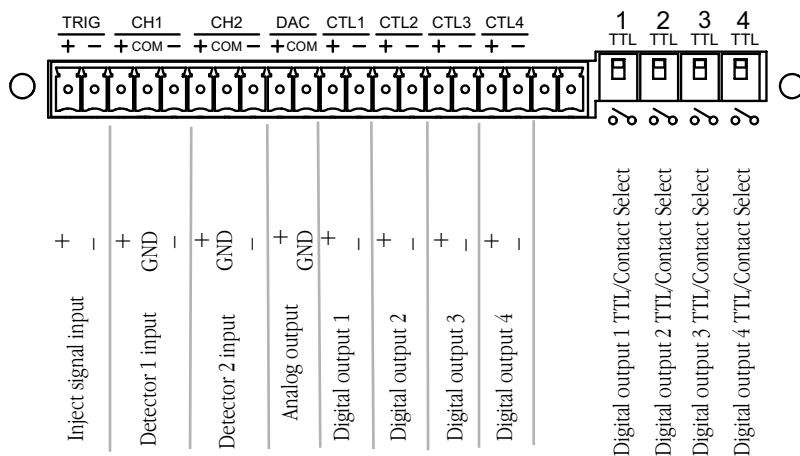 TRIG CH1 CH2 DAC CTL1 CTL2 CTL3 CTL4
+ − + COM − + COM − + COM + − + − + − + −
1 2 3 4
TTL TTL TTL TTL
+ − + GND − + GND − + GND + − + − + − + −
Inject signal input
Detector 1 input
Detector 2 input
Analog output
Digital output 1
Digital output 2
Digital output 3
Digital output 4
Digital output 1 TTL/Contact Select
Digital output 2 TTL/Contact Select
Digital output 3 TTL/Contact Select
Digital output 4 TTL/Contact Select